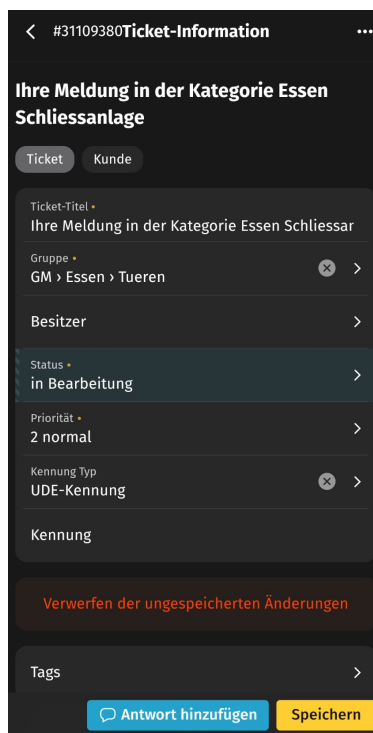 #31109380Ticket-Information
Ihre Meldung in der Kategorie Essen
Schliessanlage
Ticket
Kunde
Ticket-Titel
Ihre Meldung in der Kategorie Essen Schliessar
Gruppe
GM › Essen › Tueren
Besitzer
Status
in Bearbeitung
Priorität
2 normal
Kennung Typ
UDE-Kennung
Kennung
Verwerfen der ungespeicherten Änderungen
Tags
Antwort hinzufügen
Speichern